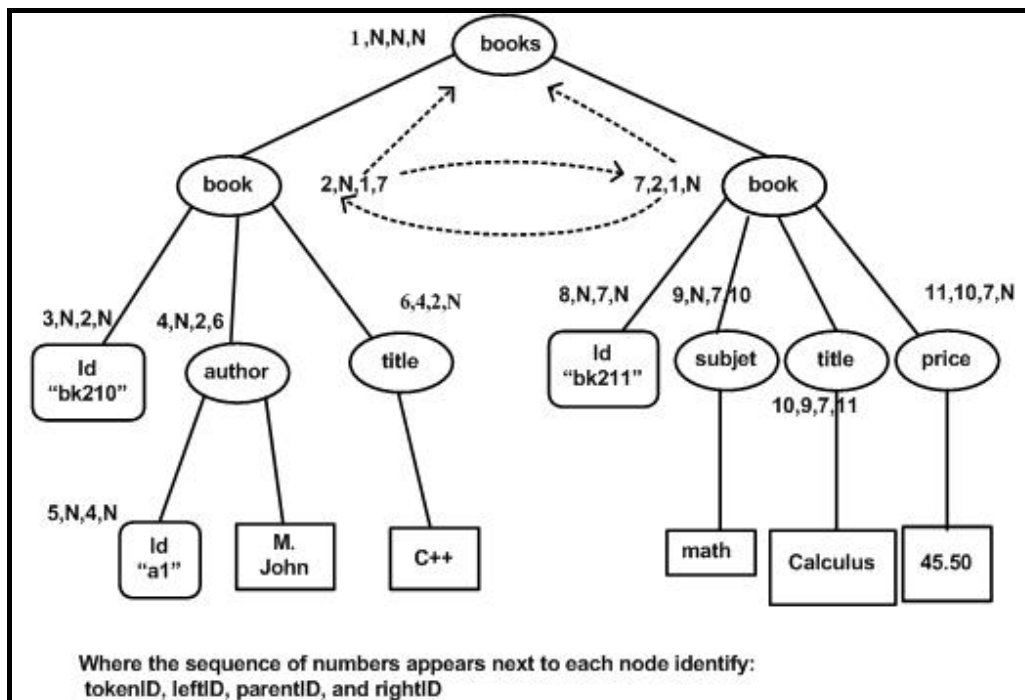 1,N,N,N
books
book
2,N,1,7
7,2,1,N
book
3,N,2,N
4,N,2,6
6,4,2,N
8,N,7,N
9,N,7,10
11,10,7,N
Id
“bk210”
author
title
Id
“bk211”
subjet
title
price
10,9,7,11
5,N,4,N
Id
“a1”
M.
John
C++
math
Calculus
45.50
Where the sequence of numbers appears next to each node identify:
tokenID, leftID, parentID, and rightID